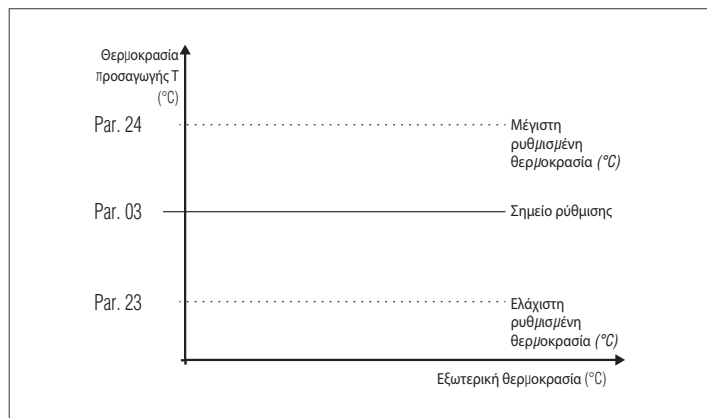 Θερμοκρασία
προσαγωγής T
(°C)
Par. 24
Μέγιστη
ρυθμισμένη
θερμοκρασία (°C)
Par. 03
Σημείο ρύθμισης
Par. 23
Ελάχιστη
ρυθμισμένη
θερμοκρασία (°C)
Εξωτερική θερμοκρασία (°C)